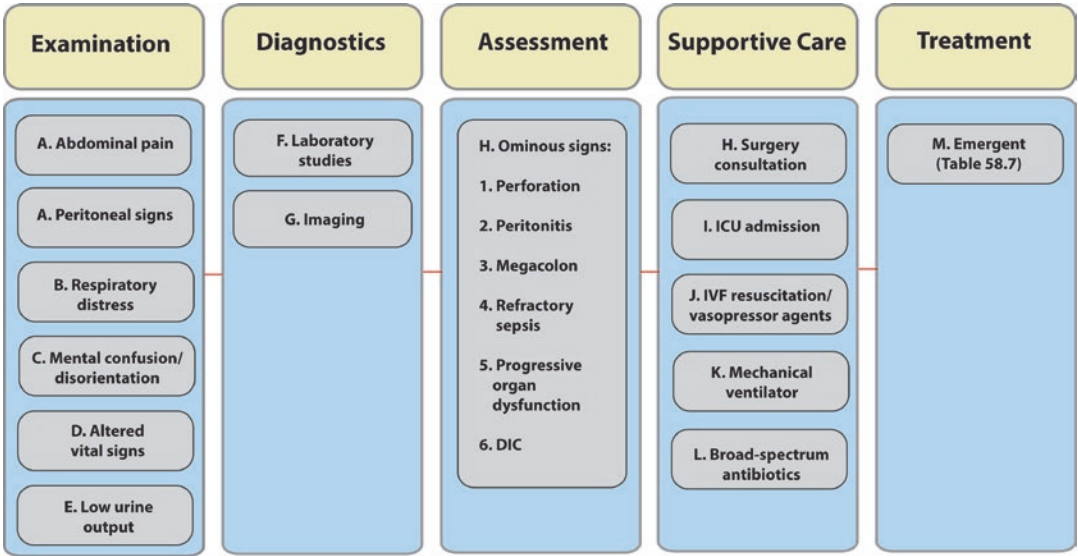 Examination
Diagnostics
Assessment
Supportive Care
Treatment
A. Abdominal pain
A. Peritoneal signs
B. Respiratory
distress
C. Mental confusion/
disorientation
D. Altered
vital signs
E. Low urine
output
F. Laboratory
studies
G. Imaging
H. Ominous signs:
1. Perforation
2. Peritonitis
3. Megacolon
4. Refractory
sepsis
5. Progressive
organ
dysfunction
6. DIC
H. Surgery
consultation
I. ICU admission
J. IVF resuscitation/
vasopressor agents
K. Mechanical
ventilator
L. Broad-spectrum
antibiotics
M. Emergent
(Table 58.7)